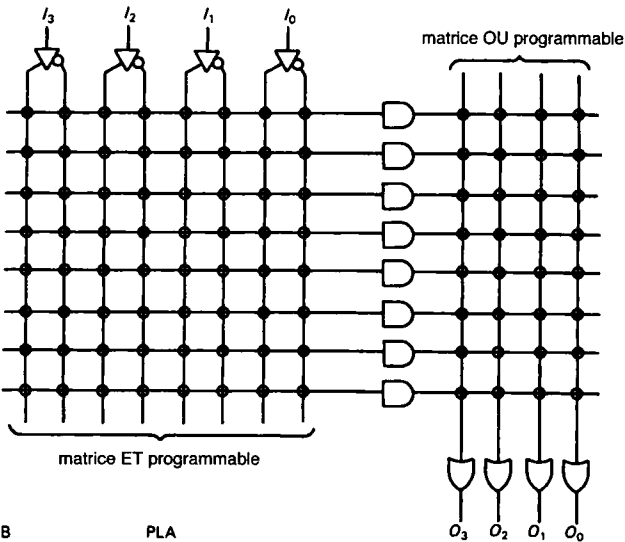 I₃ I₂ I₁ I₀
matrice OU programmable
matrice ET programmable
B PLA
O₃ O₂ O₁ O₀